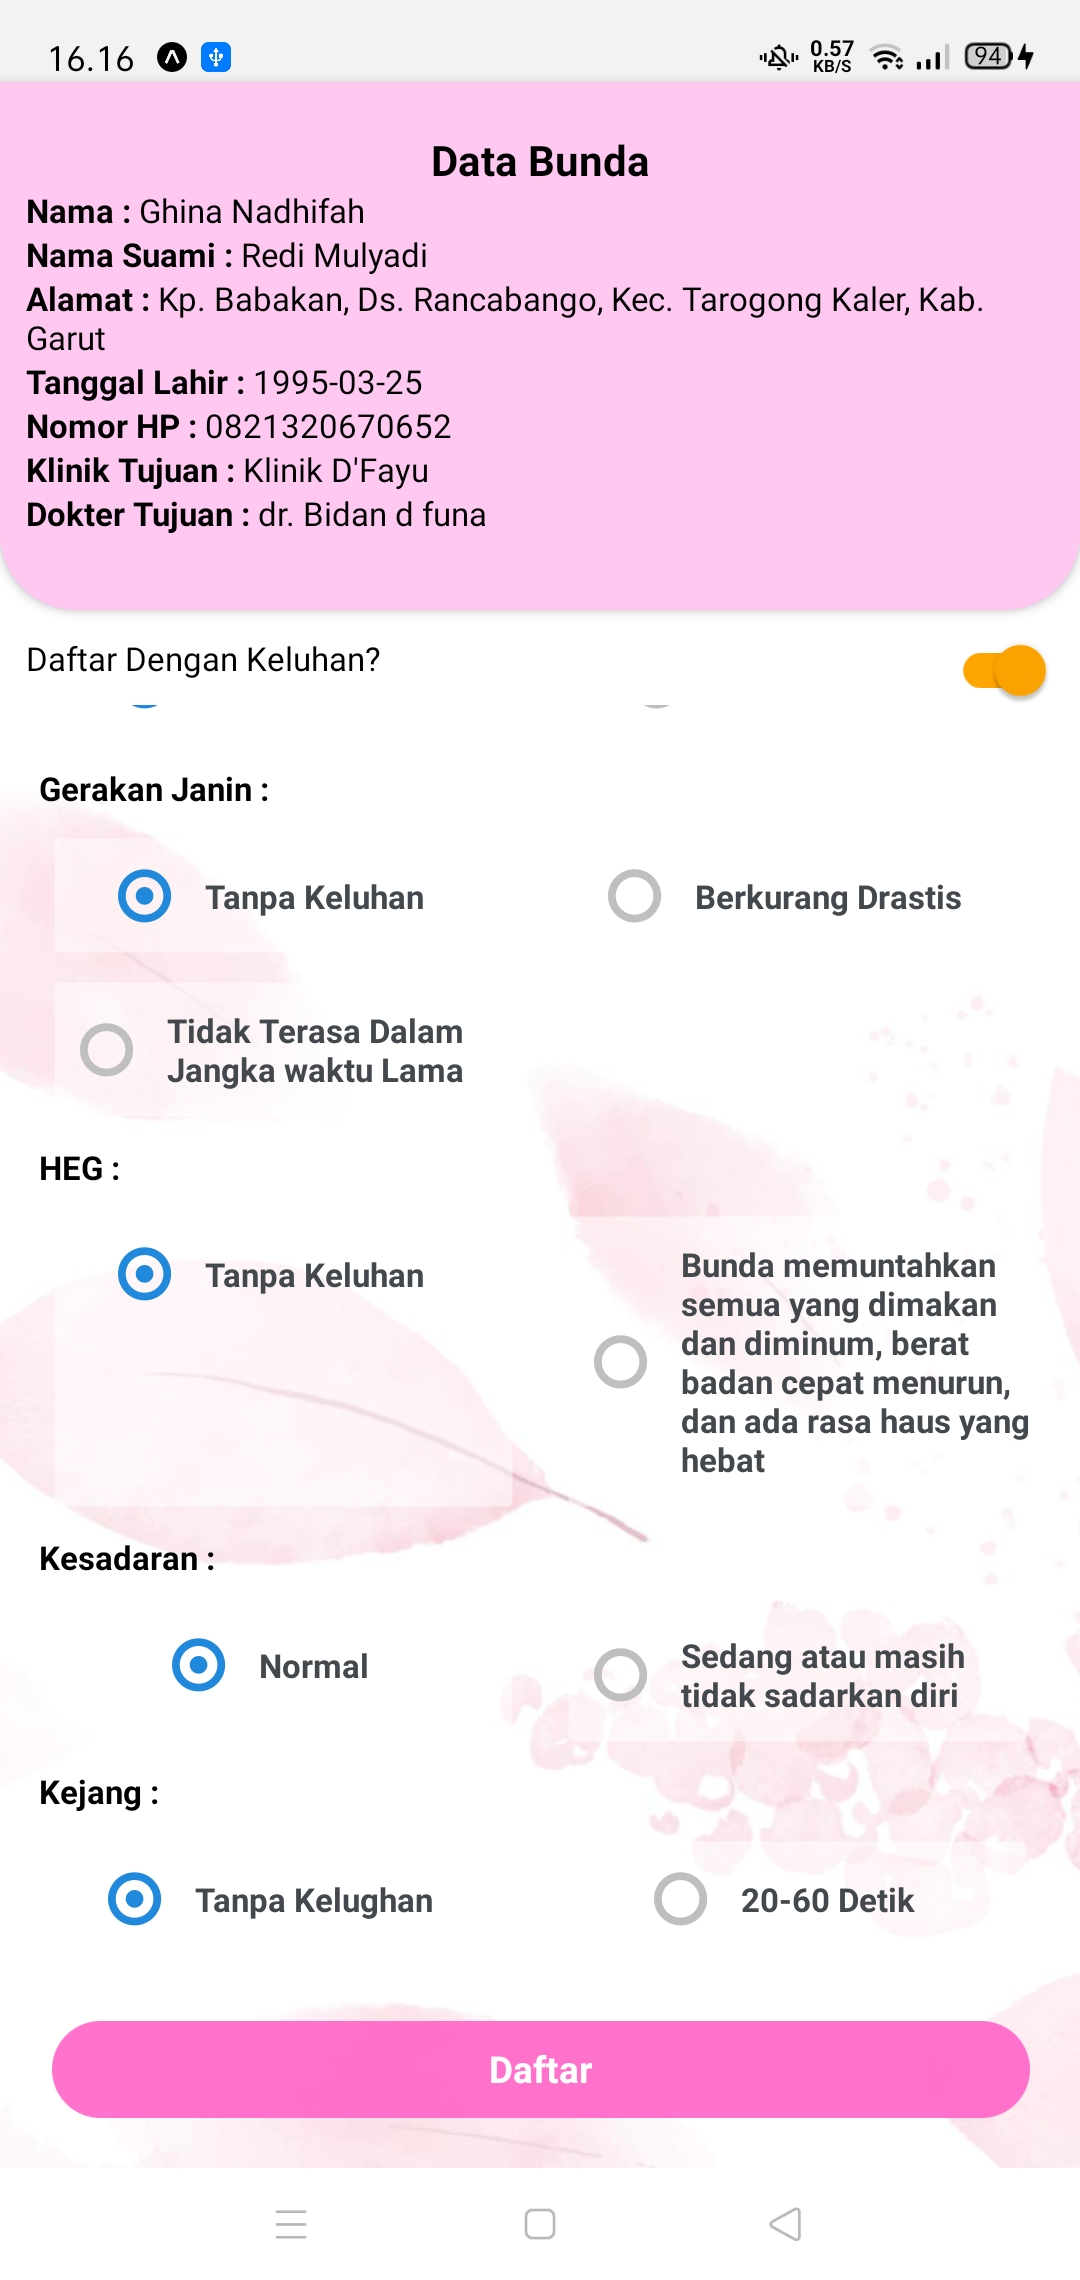 16.16
0.57
KB/S
94
Data Bunda
Nama : Ghina Nadhifah
Nama Suami : Redi Mulyadi
Alamat : Kp. Babakan, Ds. Rancabango, Kec. Tarogong Kaler, Kab.
Garut
Tanggal Lahir : 1995-03-25
Nomor HP : 0821320670652
Klinik Tujuan : Klinik D'Fayu
Dokter Tujuan : dr. Bidan d funa
Daftar Dengan Keluhan?
Gerakan Janin :
Tanpa Keluhan
Berkurang Drastis
Tidak Terasa Dalam
Jangka waktu Lama
HEG :
Tanpa Keluhan
Bunda memuntahkan
semua yang dimakan
dan diminum, berat
badan cepat menurun,
dan ada rasa haus yang
hebat
Kesadaran :
Normal
Sedang atau masih
tidak sadarkan diri
Kejang :
Tanpa Kelughan
20-60 Detik
Daftar